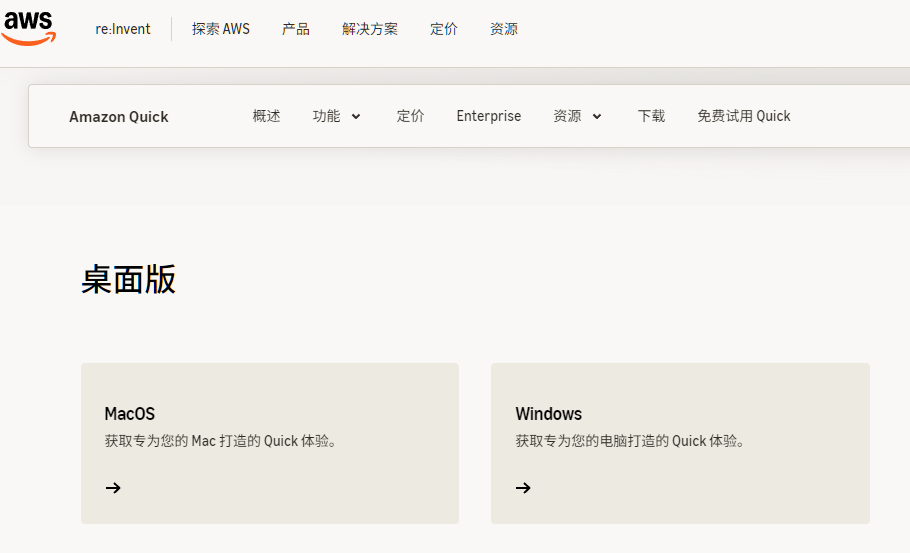 aws
re:Invent 探索 AWS 产品 解决方案 定价 资源
Amazon Quick 概述 功能 定价 Enterprise 资源 下载 免费试用 Quick
桌面版
MacOS
获取专为您的 Mac 打造的 Quick 体验。
Windows
获取专为您的电脑打造的 Quick 体验。